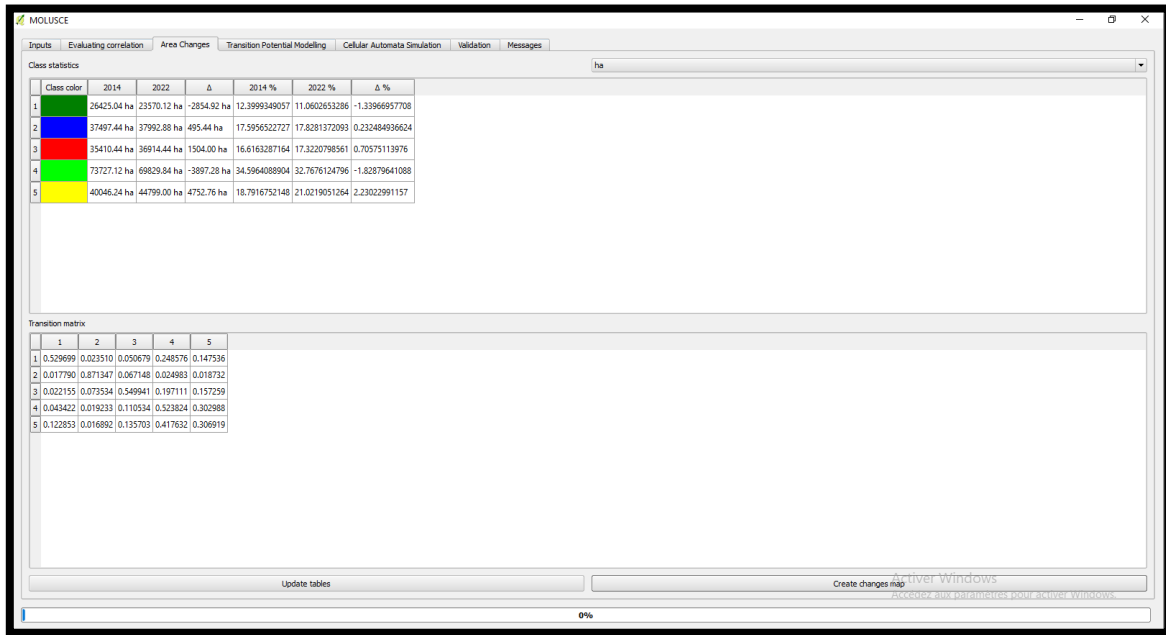 MOLUSCE
Inputs Evaluating correlation Area Changes Transition Potential Modelling Cellular Automata Simulation Validation Messages
Class statistics ha
Class color 2014 2022 Δ 2014 % 2022 % Δ %
1 26425.04 ha 23570.12 ha -2854.92 ha 12.3999349057 11.0602653286 -1.33966957708
2 37497.44 ha 37992.88 ha 495.44 ha 17.5956522727 17.8281372093 0.232484936624
3 35410.44 ha 36914.44 ha 1504.00 ha 16.6163287164 17.3220798561 0.70575113976
4 73727.12 ha 69829.84 ha -3897.28 ha 34.5964088904 32.7676124796 -1.82879641088
5 40046.24 ha 44799.00 ha 4752.76 ha 18.7916752148 21.0219051264 2.23022991157
Transition matrix
1 2 3 4 5
1 0.529699 0.023510 0.050679 0.248576 0.147536
2 0.017790 0.871347 0.067148 0.024983 0.018732
3 0.022155 0.073534 0.549941 0.197111 0.157259
4 0.043422 0.019233 0.110534 0.523824 0.302988
5 0.122853 0.016892 0.135703 0.417632 0.306919
Update tables Create changes map
Activer Windows
Accédez aux paramètres pour activer Windows.
0%